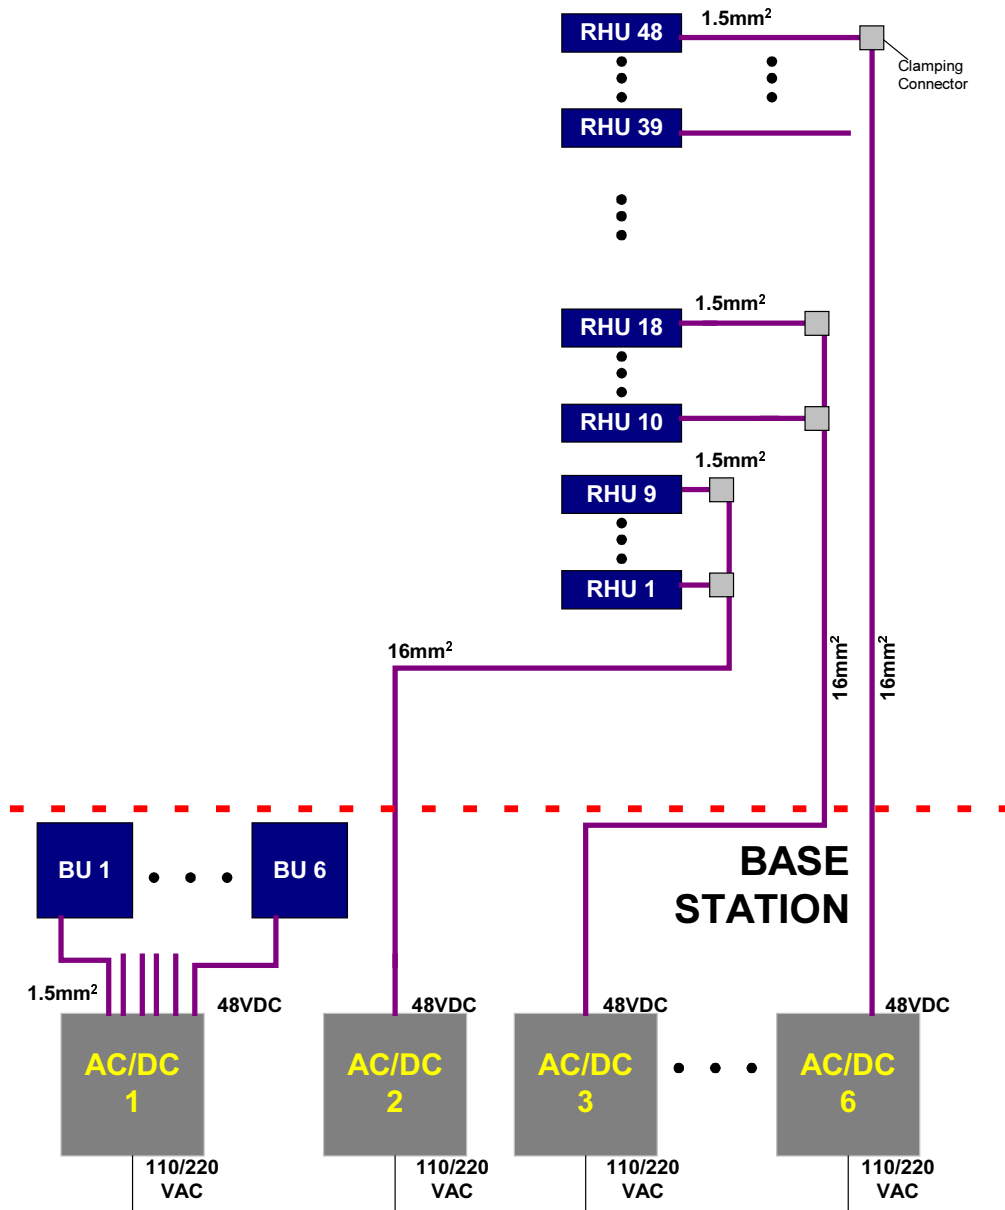 RHU 48
1.5mm²
Clamping
Connector
RHU 39
RHU 18
1.5mm²
RHU 10
1.5mm²
RHU 9
RHU 1
16mm²
16mm²
16mm²
BU 1
BU 6
BASE
STATION
1.5mm²
48VDC
48VDC
48VDC
AC/DC
1
AC/DC
2
AC/DC
3
AC/DC
6
110/220
VAC
110/220
VAC
110/220
VAC
110/220
VAC